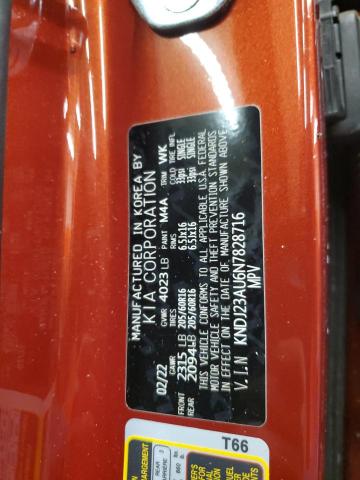 MANUFACTURED IN KOREA BY
KIA CORPORATION
02/22 GVWR 4023 LB PAINT M4A TRIM WK
GAWR TIRES RIMS COLD TIRE INFL.
FRONT 2315 LB 205/60R16 6.5Jx16 33psi SINGLE
REAR 2094 LB 205/60R16 6.5Jx16 33psi SINGLE
THIS VEHICLE CONFORMS TO ALL APPLICABLE U.S.A. FEDERAL
MOTOR VEHICLE SAFETY AND THEFT PREVENTION STANDARDS
IN EFFECT ON THE DATE OF MANUFACTURE SHOWN ABOVE.
V.I.N KNDJ23AU6N7828716
MPV
T66
REAR